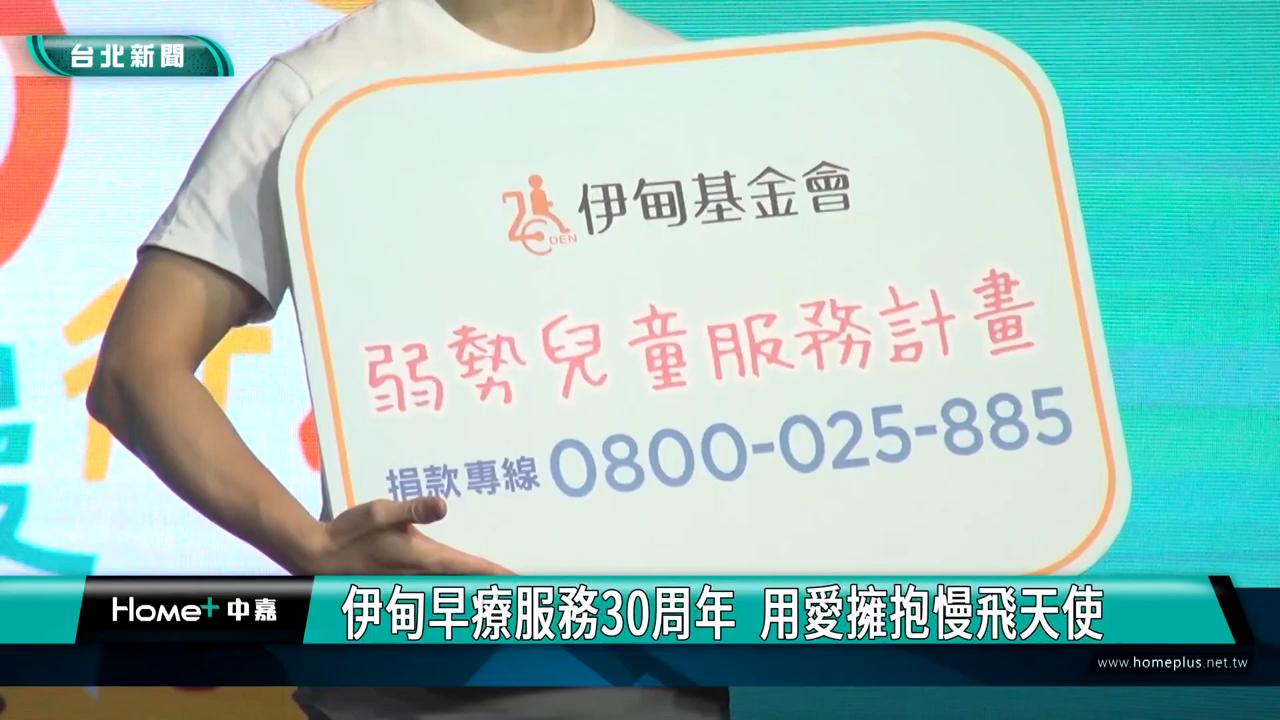 台北新聞
EDEN
伊甸基金會
弱勢兒童服務計畫
捐款專線 0800-025-885
行
慢
Home+中嘉
伊甸早療服務30周年 用愛擁抱慢飛天使
www.homeplus.net.tw